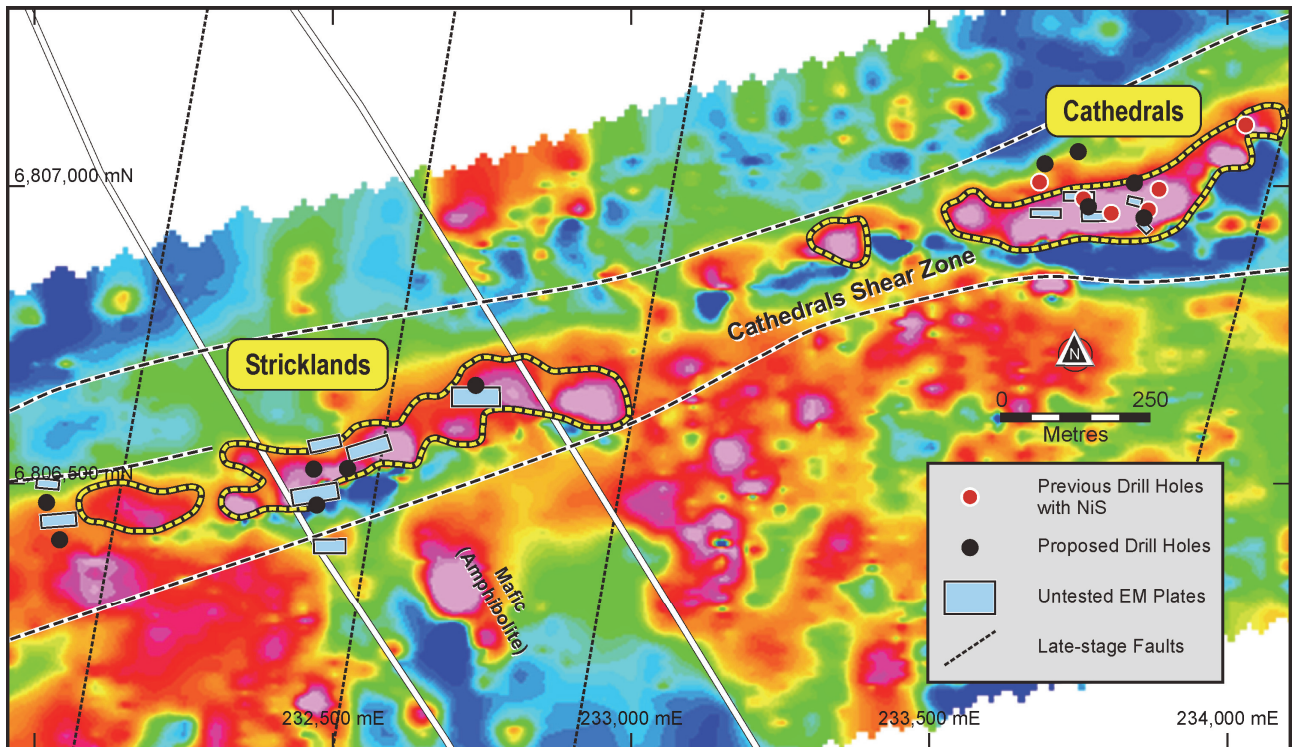 Cathedrals
6,807,000 mN
Cathedrals Shear Zone
N
Stricklands
0 250
Metres
6,806,500 mN
Previous Drill Holes
with NiS
Proposed Drill Holes
Untested EM Plates
Late-stage Faults
Mafic
(Amphibolite)
232,500 mE
233,000 mE
233,500 mE
234,000 mE